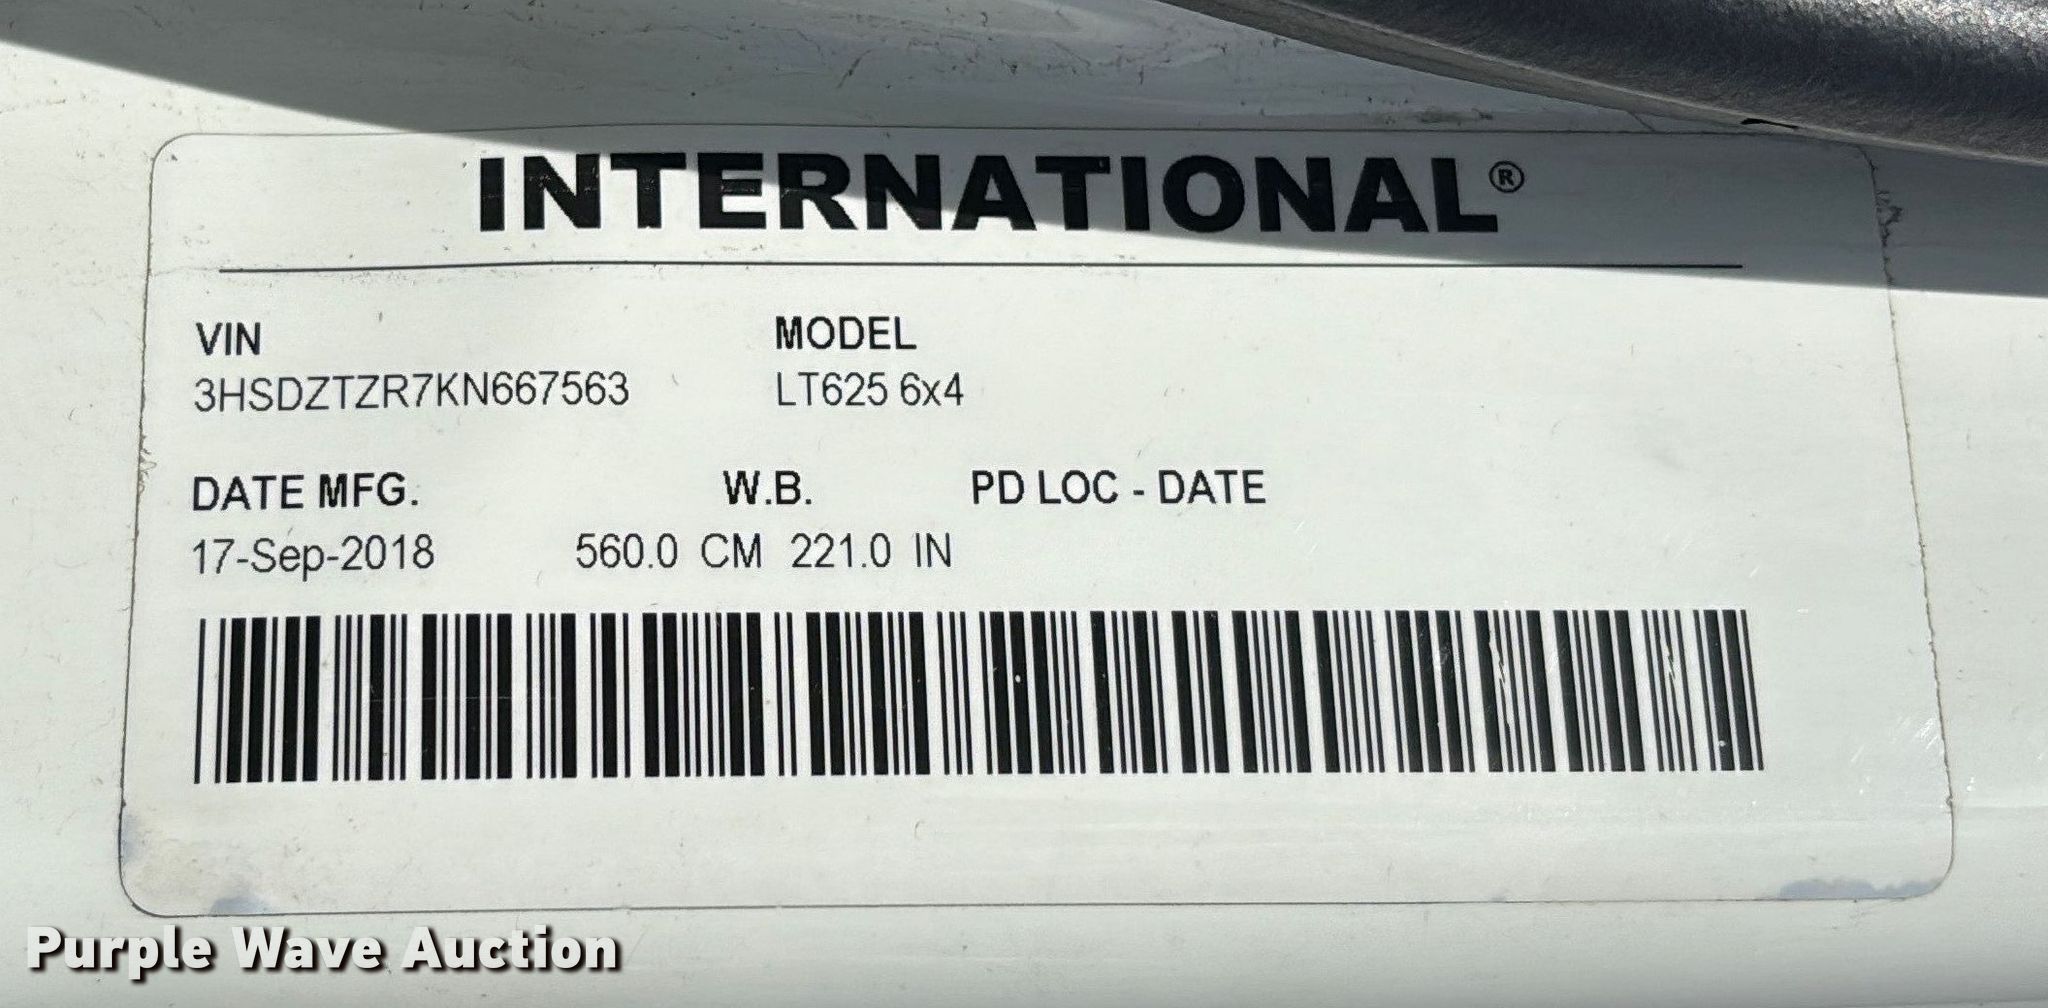 INTERNATIONAL®
VIN MODEL
3HSDZTZR7KN667563 LT625 6x4
DATE MFG. W.B. PD LOC - DATE
17-Sep-2018 560.0 CM 221.0 IN
Purple Wave Auction